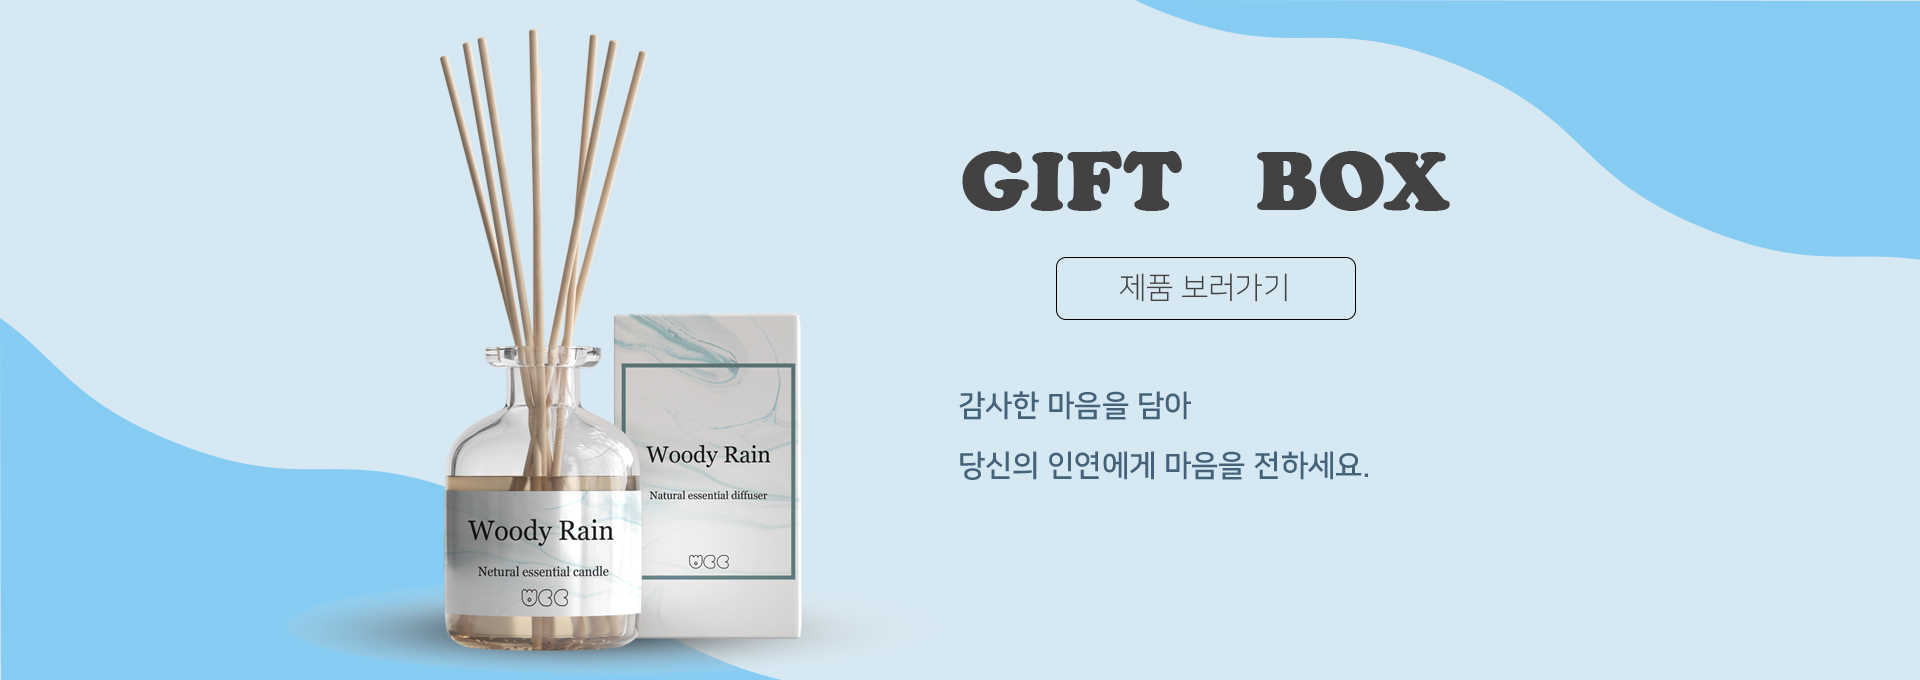 GIFT BOX
제품 보러가기
감사한 마음을 담아
당신의 인연에게 마음을 전하세요.
Woody Rain
Natural essential diffuser
Woody Rain
Netural essential candle